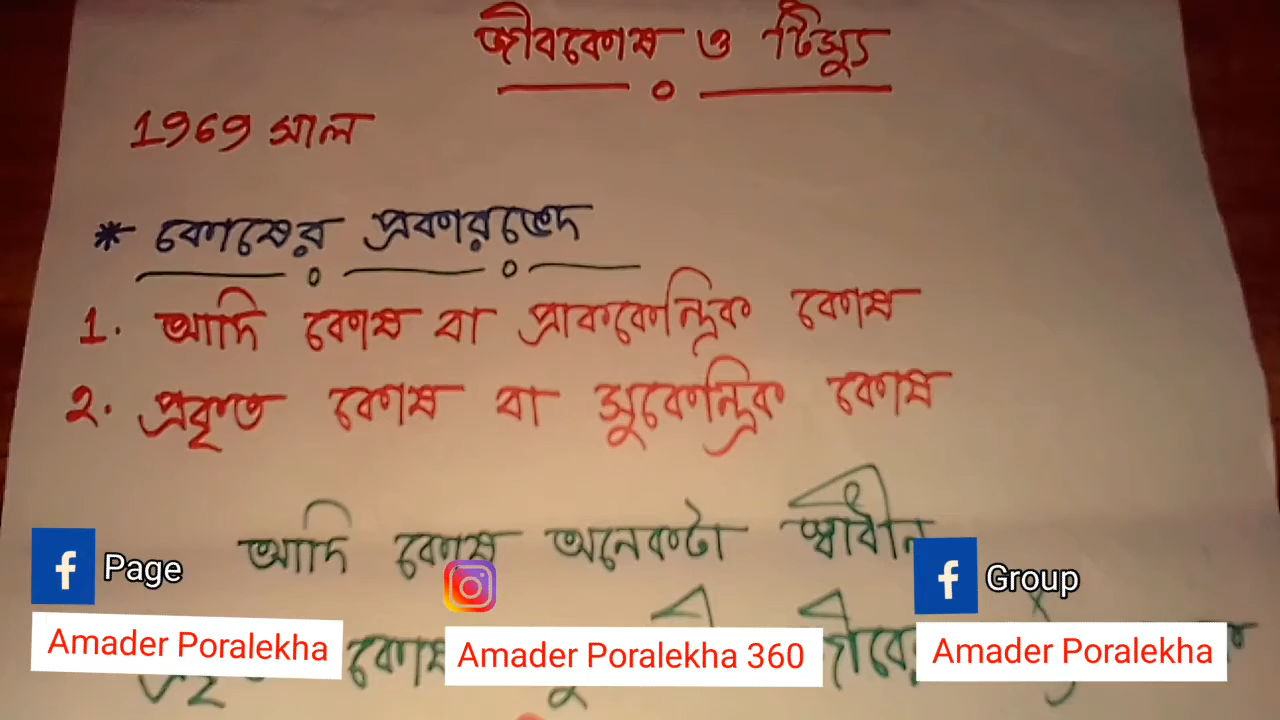 জীবকোষ ও টিস্যু
1969 সাল
* কোষের প্রকারভেদ
1. আদি কোষ বা প্রাককেন্দ্রিক কোষ
২. প্রকৃত কোষ বা সুকেন্দ্রিক কোষ
আদি কোষ অনেকটা স্বাধীন
Page
Group
কোষ
Amader Poralekha
Amader Poralekha 360
Amader Poralekha